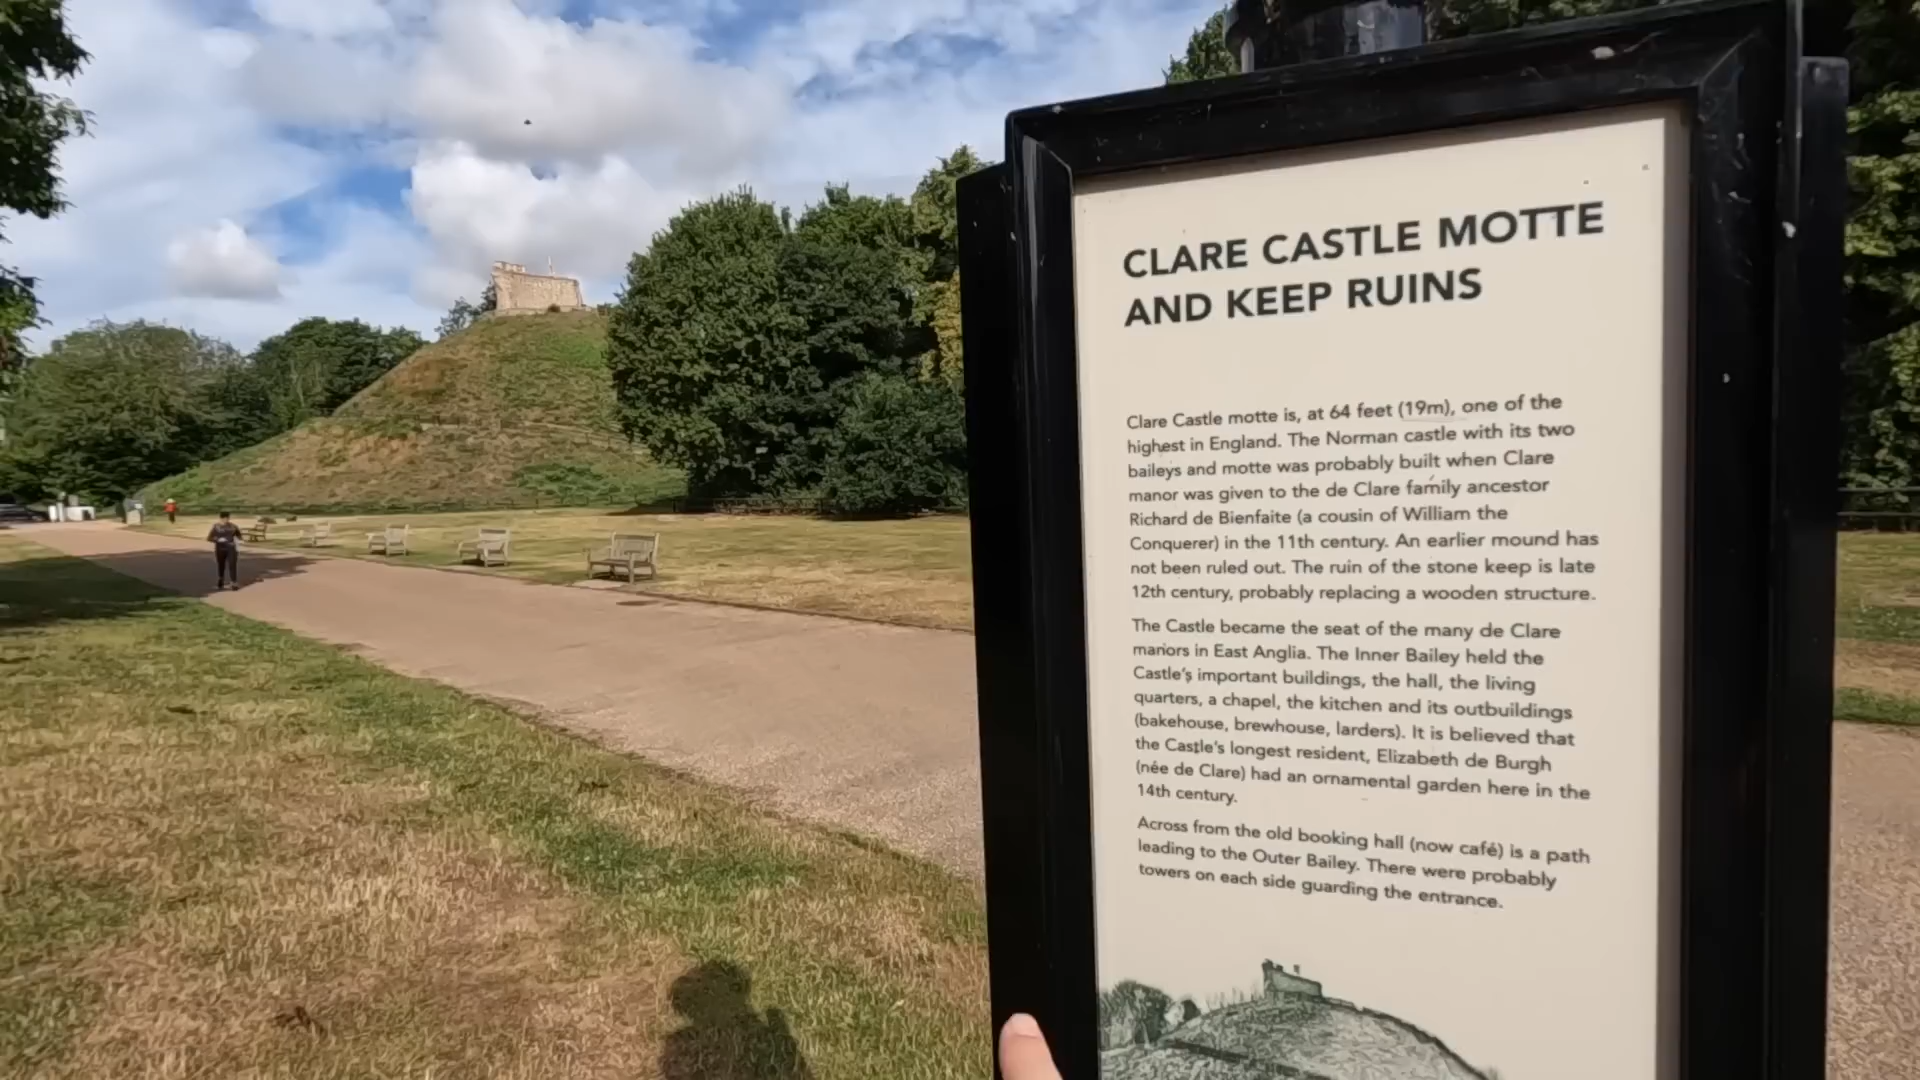 CLARE CASTLE MOTTE
AND KEEP RUINS
Clare Castle motte is, at 64 feet (19m), one of the
highest in England. The Norman castle with its two
baileys and motte was probably built when Clare
manor was given to the de Clare family ancestor
Richard de Bienfaite (a cousin of William the
Conquerer) in the 11th century. An earlier mound has
not been ruled out. The ruin of the stone keep is late
12th century, probably replacing a wooden structure.
The Castle became the seat of the many de Clare
manors in East Anglia. The Inner Bailey held the
Castle's important buildings, the hall, the living
quarters, a chapel, the kitchen and its outbuildings
(bakehouse, brewhouse, larders). It is believed that
the Castle's longest resident, Elizabeth de Burgh
(née de Clare) had an ornamental garden here in the
14th century.
Across from the old booking hall (now café) is a path
leading to the Outer Bailey. There were probably
towers on each side guarding the entrance.